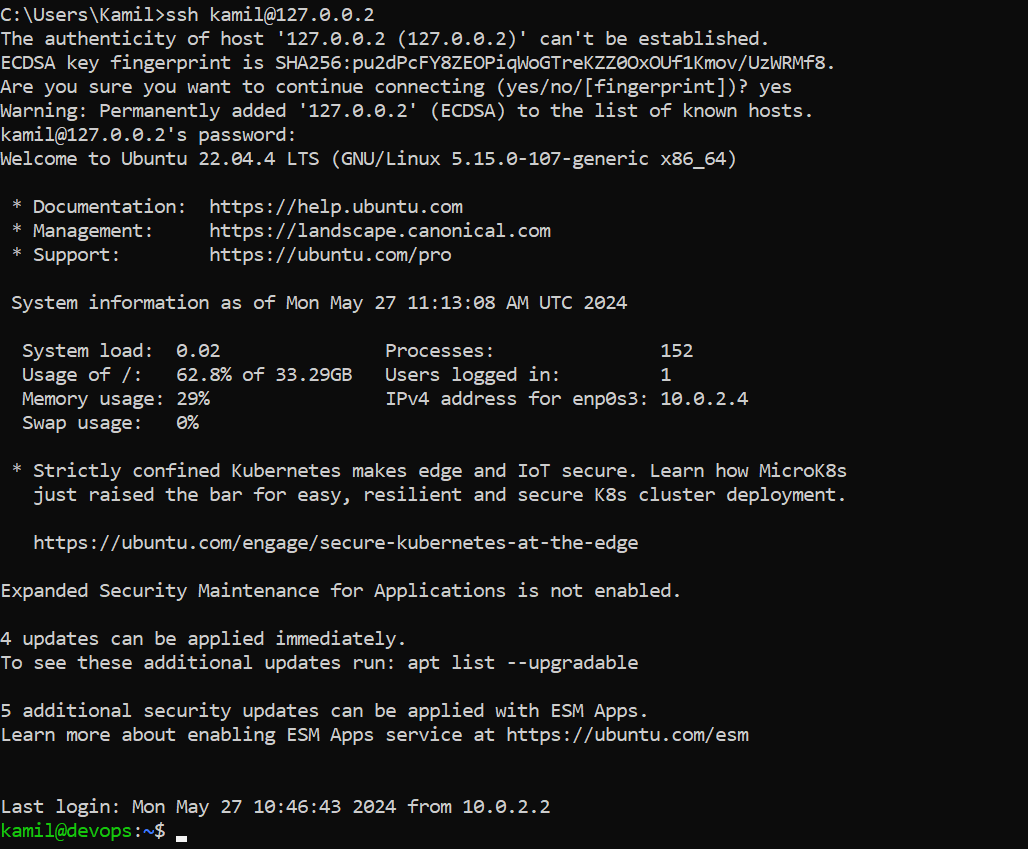 C:\Users\Kamil>ssh kamil@127.0.0.2
The authenticity of host '127.0.0.2 (127.0.0.2)' can't be established.
ECDSA key fingerprint is SHA256:pu2dPcFY8ZEOPiqWoGTreKZZ0OxOUf1Kmov/UzWRMf8.
Are you sure you want to continue connecting (yes/no/[fingerprint])? yes
Warning: Permanently added '127.0.0.2' (ECDSA) to the list of known hosts.
kamil@127.0.0.2's password:
Welcome to Ubuntu 22.04.4 LTS (GNU/Linux 5.15.0-107-generic x86_64)
* Documentation:  https://help.ubuntu.com
* Management:     https://landscape.canonical.com
* Support:        https://ubuntu.com/pro
System information as of Mon May 27 11:13:08 AM UTC 2024
System load:  0.02               Processes:               152
Usage of /:   62.8% of 33.29GB   Users logged in:         1
Memory usage: 29%                IPv4 address for enp0s3: 10.0.2.4
Swap usage:   0%
* Strictly confined Kubernetes makes edge and IoT secure. Learn how MicroK8s
just raised the bar for easy, resilient and secure K8s cluster deployment.
https://ubuntu.com/engage/secure-kubernetes-at-the-edge
Expanded Security Maintenance for Applications is not enabled.
4 updates can be applied immediately.
To see these additional updates run: apt list --upgradable
5 additional security updates can be applied with ESM Apps.
Learn more about enabling ESM Apps service at https://ubuntu.com/esm
Last login: Mon May 27 10:46:43 2024 from 10.0.2.2
kamil@devops:~$